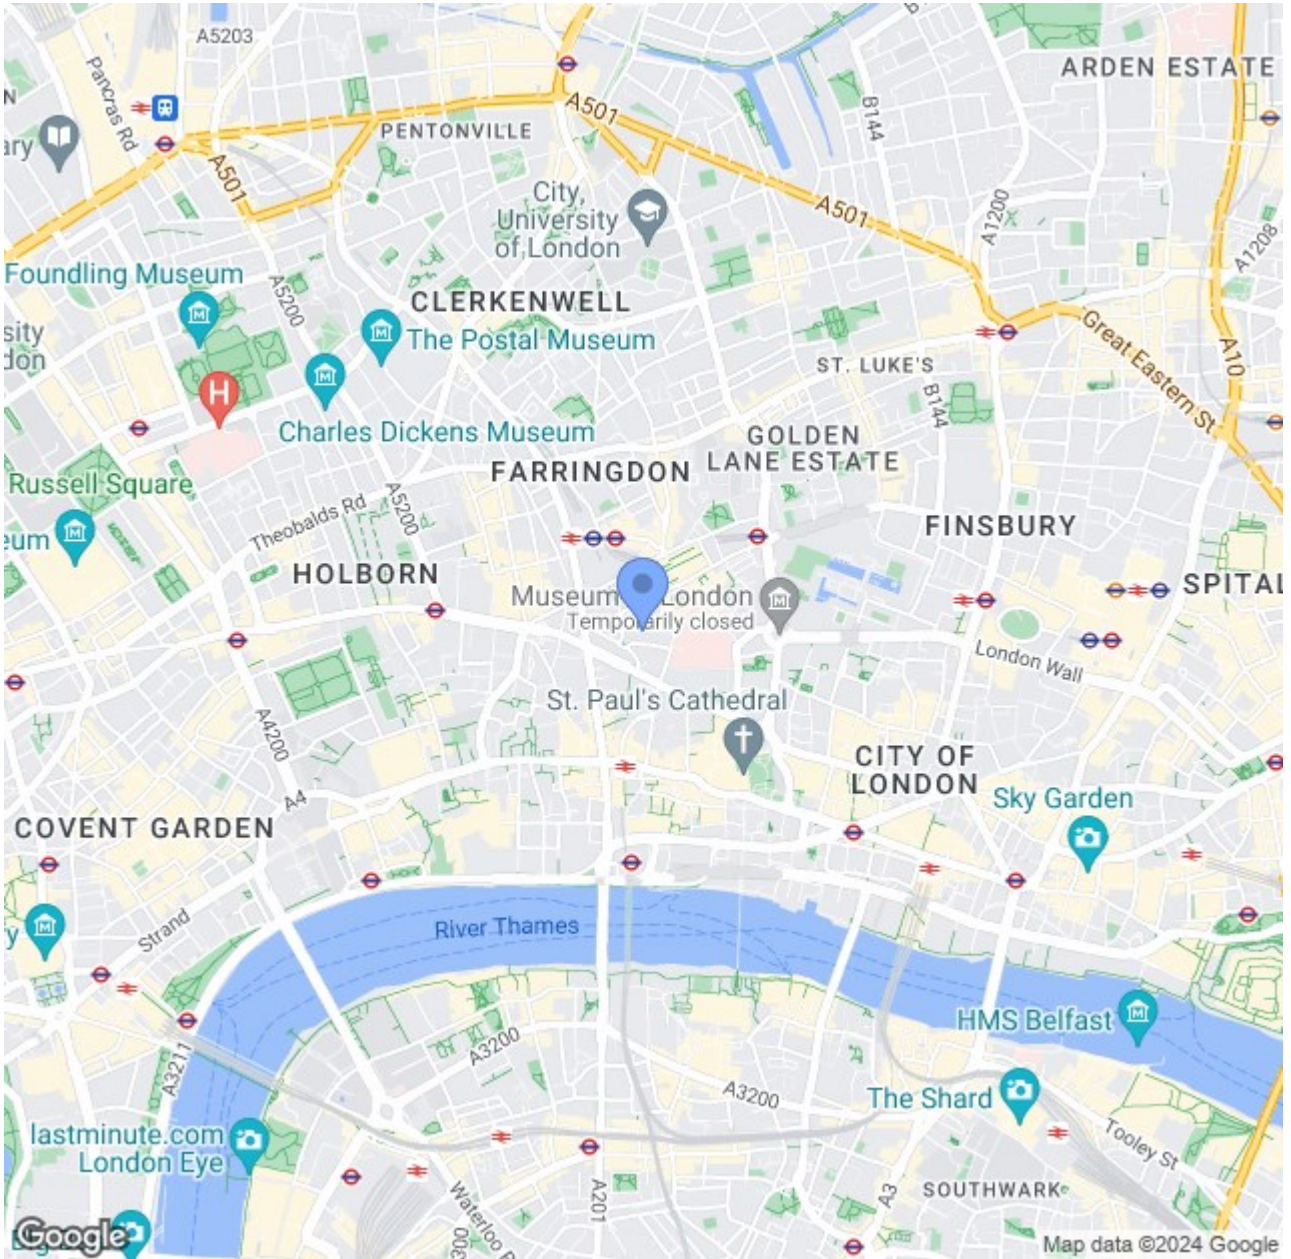 A5203
Pancras Rd
ARDEN ESTATE
A501
B144
PENTONVILLE
City,
University
of London
A501
A501
A1200
A1208
Foundling Museum
A5200
CLERKENWELL
The Postal Museum
ST. LUKE'S
Great Eastern St
A10
B144
H
Charles Dickens Museum
GOLDEN
LANE ESTATE
FARRINGDON
Russell Square
A5200
Theobalds Rd
FINSBURY
HOLBORN
Museum London
Temporarily closed
SPITAL
London Wall
St. Paul's Cathedral
A4200
CITY OF
LONDON
A4
Sky Garden
COVENT GARDEN
Strand
River Thames
HMS Belfast
A3211
A3200
A3200
The Shard
Tooley St
lastminute.com
London Eye
A201
A3
SOUTHWARK
Waterloo
300
Google
Map data ©2024 Google